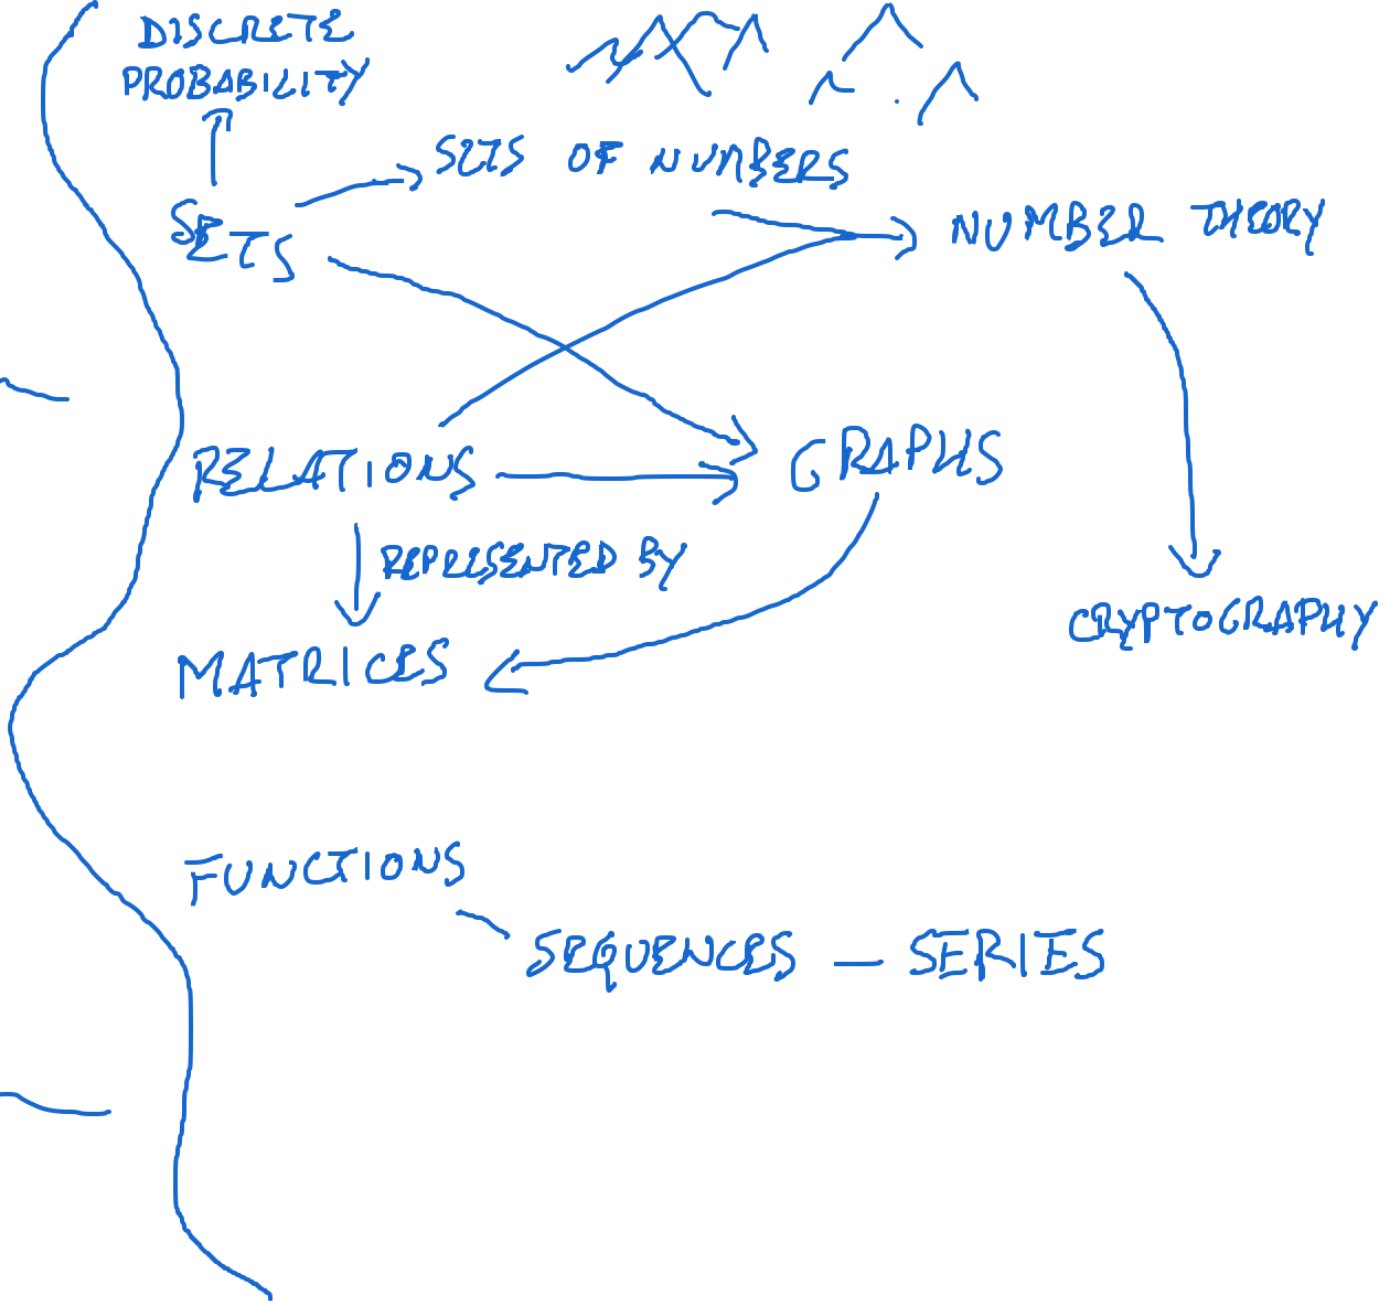 DISCRETE
PROBABILITY
SETS OF NUMBERS
SETS
NUMBER THEORY
RELATIONS
GRAPHS
REPRESENTED BY
CRYPTOGRAPHY
MATRICES
FUNCTIONS
SEQUENCES — SERIES